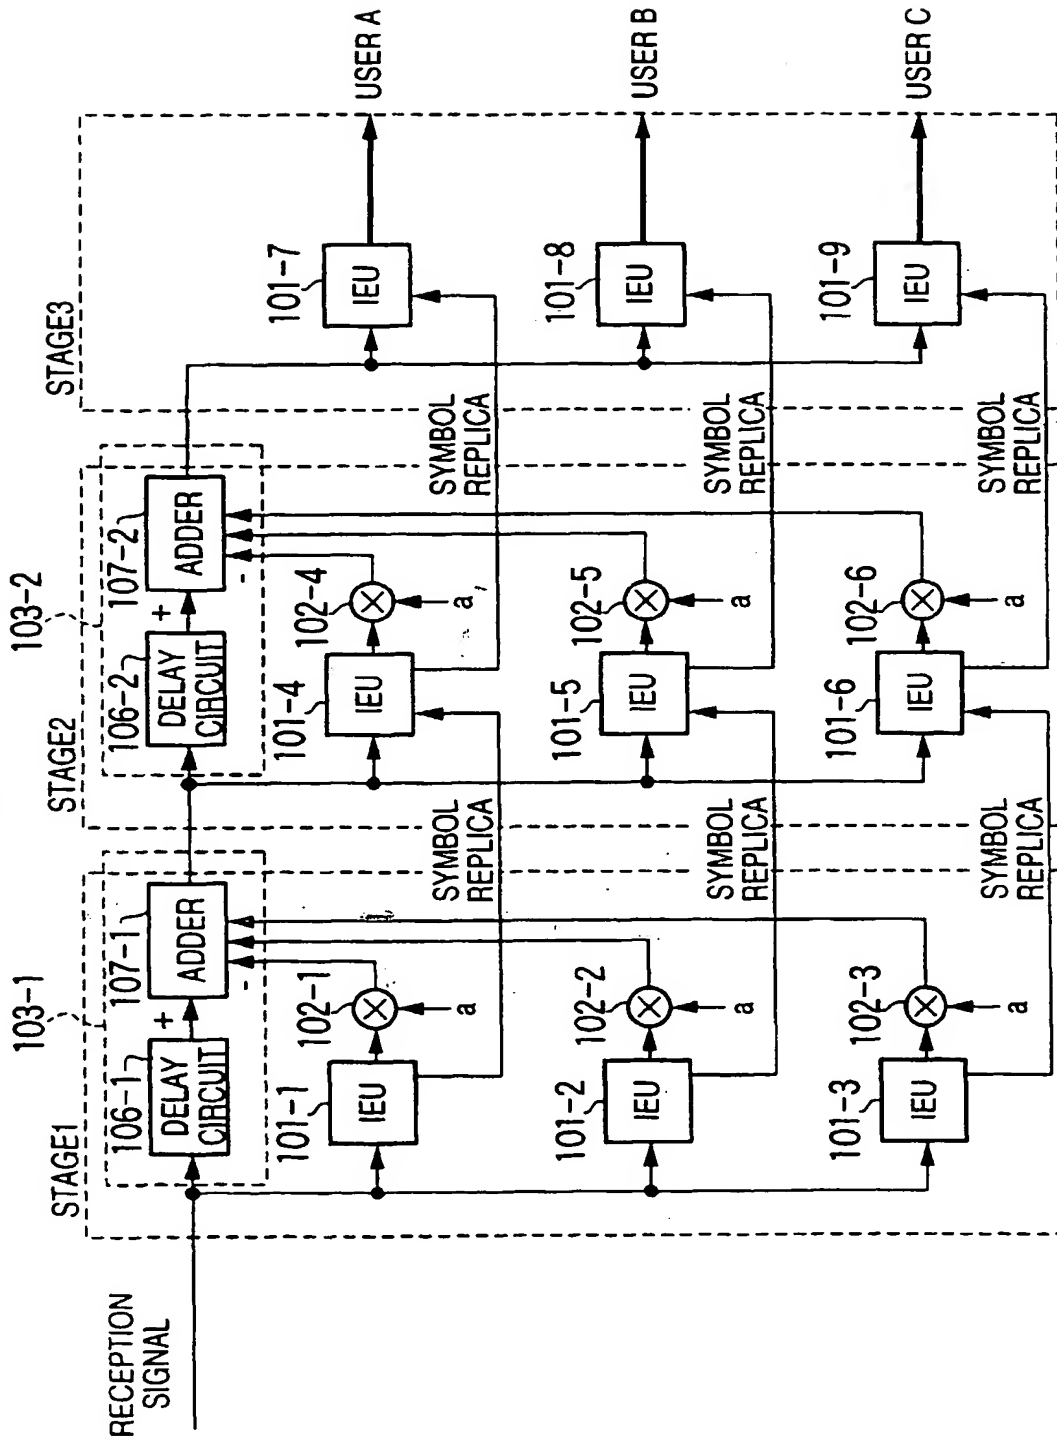 RECEPTION
SIGNAL
STAGE1
103-1
106-1
DELAY
CIRCUIT
+
107-1
ADDER
-
101-1
IEU
102-1
a
101-2
IEU
102-2
a
101-3
IEU
102-3
a
SYMBOL
REPLICA
SYMBOL
REPLICA
SYMBOL
REPLICA
STAGE2
103-2
106-2
DELAY
CIRCUIT
+
107-2
ADDER
-
101-4
IEU
102-4
a
101-5
IEU
102-5
a
101-6
IEU
102-6
a
SYMBOL
REPLICA
SYMBOL
REPLICA
SYMBOL
REPLICA
STAGE3
101-7
IEU
USER A
101-8
IEU
USER B
101-9
IEU
USER C